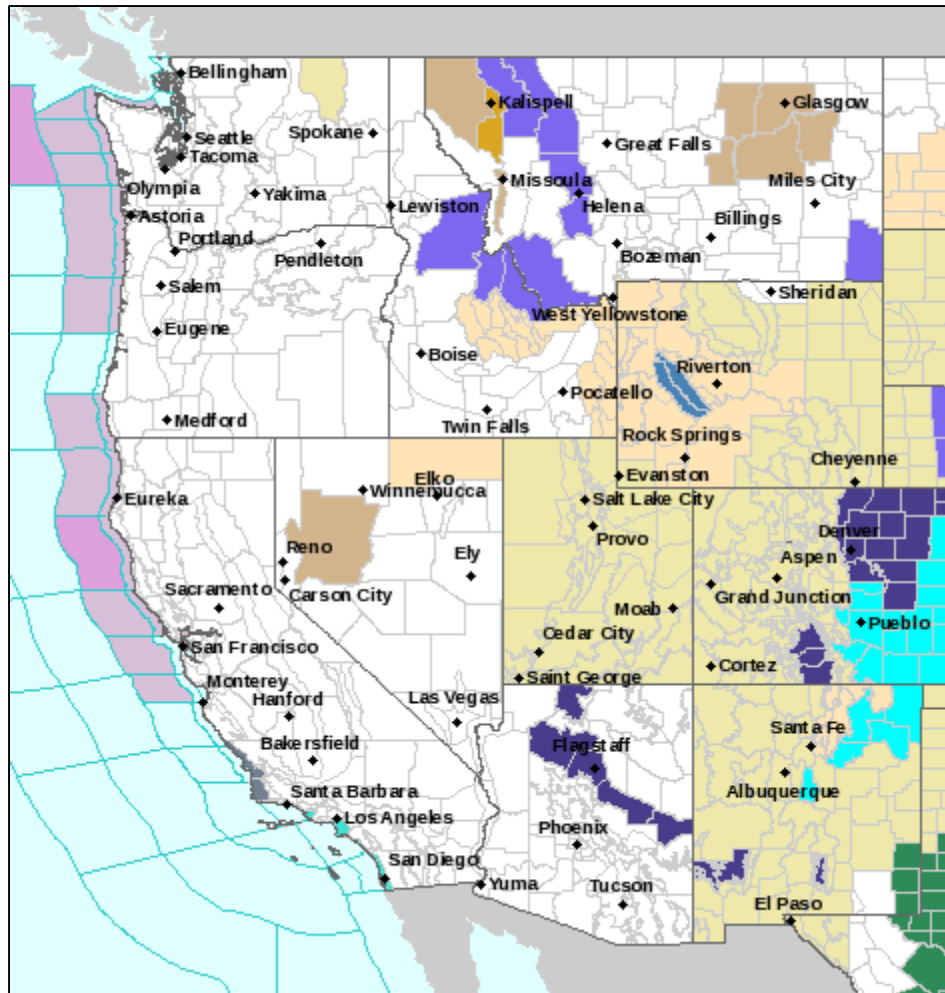 Bellingham
Kalispell
Glasgow
Spokane
Seattle
Great Falls
Tacoma
Missoula
Miles City
Olympia
Yakima
Lewiston
Helena
Astoria
Billings
Portland
Pendleton
Bozeman
Salem
Sheridan
West Yellowstone
Eugene
Boise
Riverton
Pocatello
Medford
Twin Falls
Rock Springs
Cheyenne
Elko
Evanston
Winnemucca
Salt Lake City
Eureka
Provo
Denver
Reno
Ely
Aspen
Sacramento
Carson City
Grand Junction
Moab
Pueblo
Cedar City
San Francisco
Cortez
Saint George
Monterey
Hanford
Las Vegas
Santa Fe
Bakersfield
Flagstaff
Albuquerque
Santa Barbara
Los Angeles
Phoenix
San Diego
Yuma
Tucson
El Paso